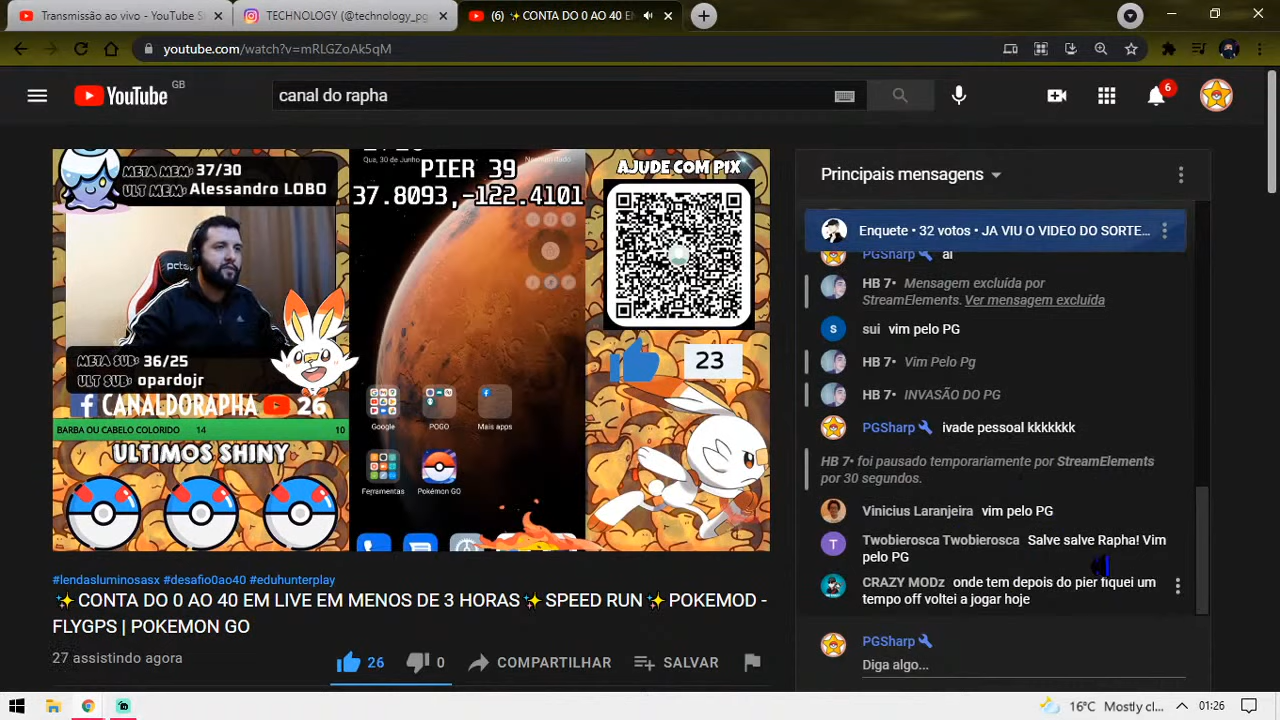 Transmissão ao vivo - YouTube S
TECHNOLOGY (@technology_pg
(6) ✨CONTA DO 0 AO 40 E
youtube.com/watch?v=mRLGZoAk5qM
YouTube GB
canal do rapha
6
META MEM: 37/30
ULT MEM: Alessandro LOBO
Qua, 30 de Junho
PIER 39
37.8093,-122.4101
AJUDE COM PIX
23
META SUB: 36/25
ULT SUB: opardojr
CANALDORAPHA 26
BARBA OU CABELO COLORIDO 14 10
ULTIMOS SHINY
Google
POGO
Mais apps
Ferramentas
Pokémon GO
#lendasluminosasx #desafio0ao40 #eduhunterplay
✨CONTA DO 0 AO 40 EM LIVE EM MENOS DE 3 HORAS✨SPEED RUN✨POKEMOD -
FLYGPS | POKEMON GO
27 assistindo agora
26
0
COMPARTILHAR
SALVAR
Principais mensagens
Enquete • 32 votos • JA VIU O VIDEO DO SORTE...
PGSharp ai
HB 7• Mensagem excluída por
StreamElements. Ver mensagem excluída
sui vim pelo PG
HB 7• Vim Pelo Pg
HB 7• INVASÃO DO PG
PGSharp ivade pessoal kkkkkkk
HB 7• foi pausado temporariamente por StreamElements
por 30 segundos.
Vinicius Laranjeira vim pelo PG
Twobierosca Twobierosca Salve salve Rapha! Vim
pelo PG
CRAZY MODz onde tem depois do pier fiquei um
tempo off voltei a jogar hoje
PGSharp
Diga algo...
16°C Mostly cl...
01:26